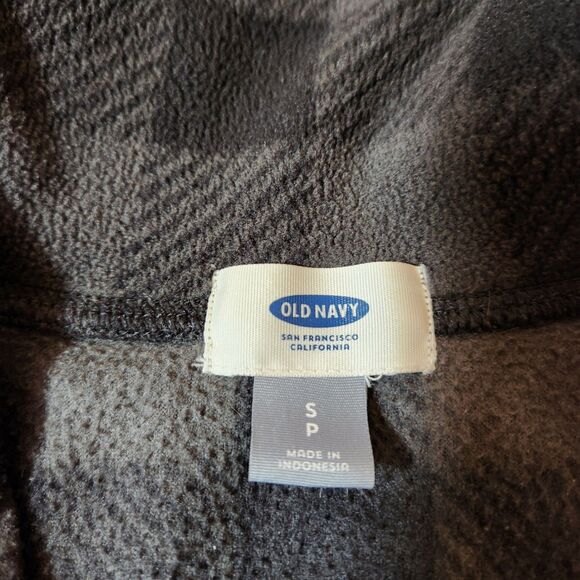 OLD NAVY
SAN FRANCISCO
CALIFORNIA
S
P
MADE IN
INDONESIA